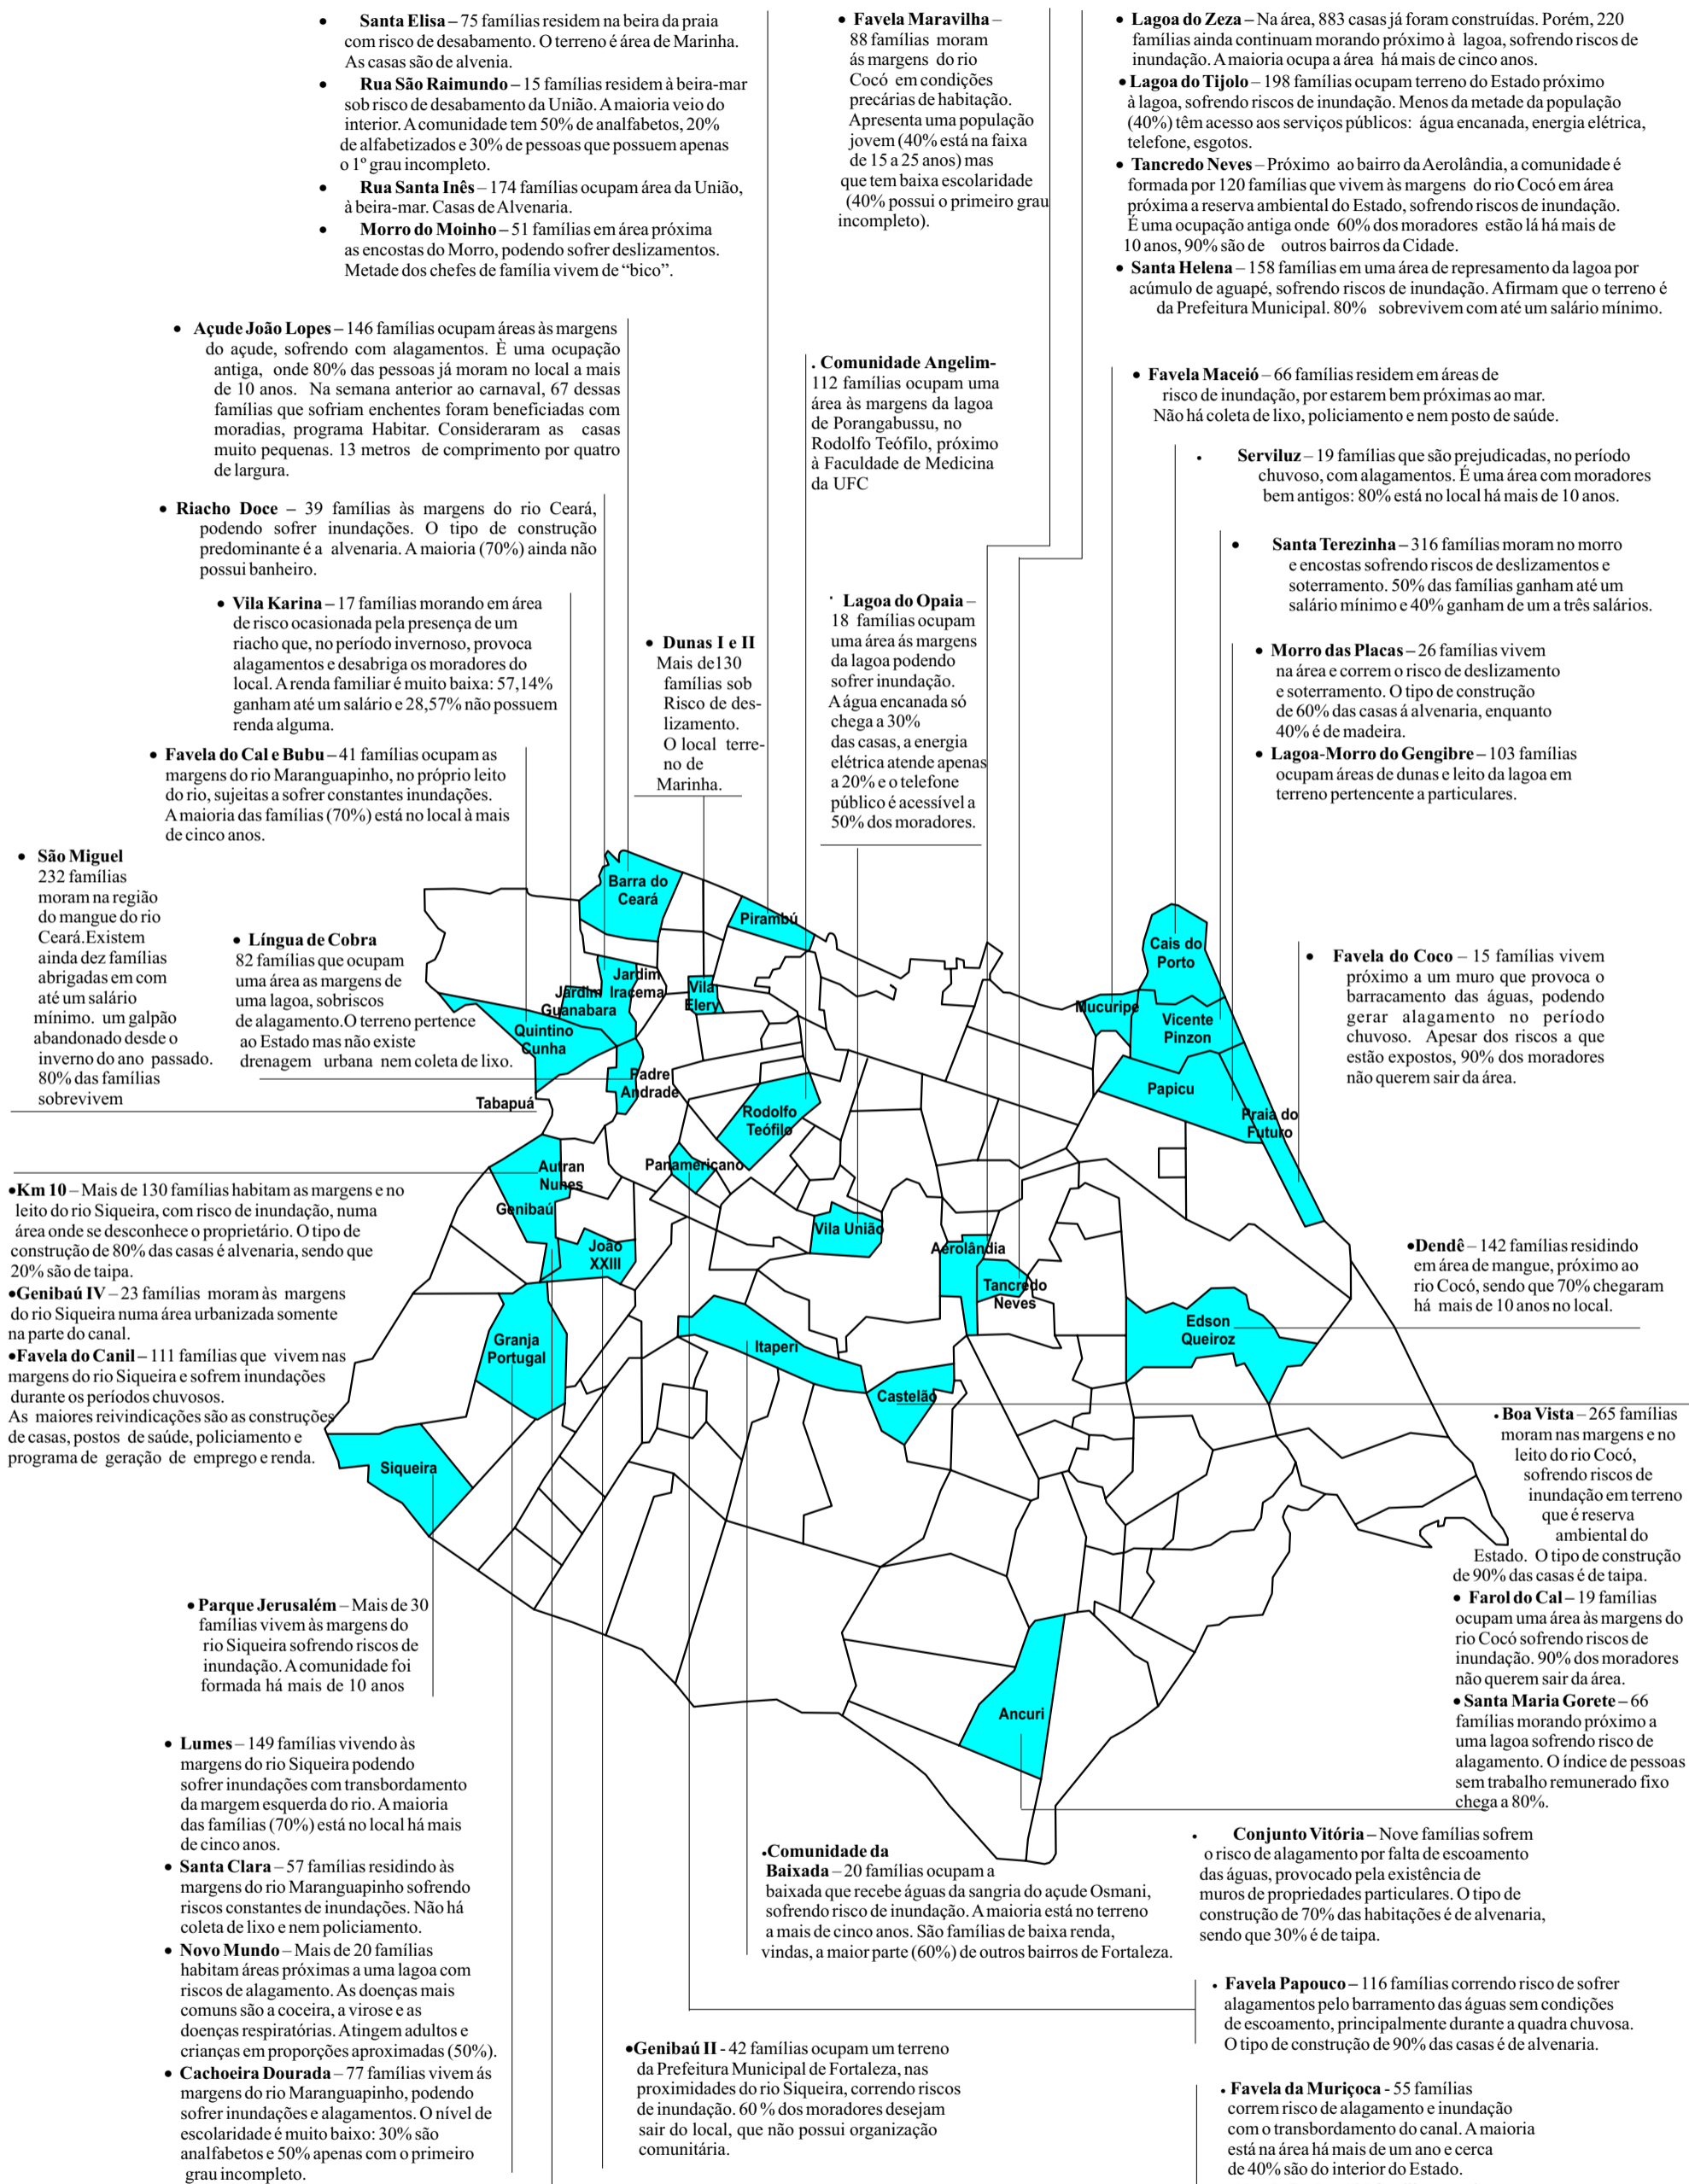 • Santa Elisa – 75 famílias residem na beira da praia
com risco de desabamento. O terreno é área de Marinha.
As casas são de alvenia.
• Rua São Raimundo – 15 famílias residem à beira-mar
sob risco de desabamento da União. A maioria veio do
interior. A comunidade tem 50% de analfabetos, 20%
de alfabetizados e 30% de pessoas que possuem apenas
o 1º grau incompleto.
• Rua Santa Inês – 174 famílias ocupam área da União,
à beira-mar. Casas de Alvenaria.
• Morro do Moinho – 51 famílias em área próxima
as encostas do Morro, podendo sofrer deslizamentos.
Metade dos chefes de família vivem de “bico”.
• Favela Maravilha –
88 famílias moram
ás margens do rio
Cocó em condições
precárias de habitação.
Apresenta uma população
jovem (40% está na faixa
de 15 a 25 anos) mas
que tem baixa escolaridade
(40% possui o primeiro grau
incompleto).
• Lagoa do Zeza – Na área, 883 casas já foram construídas. Porém, 220
famílias ainda continuam morando próximo à lagoa, sofrendo riscos de
inundação. A maioria ocupa a área há mais de cinco anos.
• Lagoa do Tijolo – 198 famílias ocupam terreno do Estado próximo
à lagoa, sofrendo riscos de inundação. Menos da metade da população
(40%) têm acesso aos serviços públicos: água encanada, energia elétrica,
telefone, esgotos.
• Tancredo Neves – Próximo ao bairro da Aerolândia, a comunidade é
formada por 120 famílias que vivem às margens do rio Cocó em área
próxima a reserva ambiental do Estado, sofrendo riscos de inundação.
É uma ocupação antiga onde 60% dos moradores estão lá há mais de
10 anos, 90% são de outros bairros da Cidade.
• Santa Helena – 158 famílias em uma área de represamento da lagoa por
acúmulo de aguapé, sofrendo riscos de inundação. Afirmam que o terreno é
da Prefeitura Municipal. 80% sobrevivem com até um salário mínimo.
• Açude João Lopes – 146 famílias ocupam áreas às margens
do açude, sofrendo com alagamentos. È uma ocupação
antiga, onde 80% das pessoas já moram no local a mais
de 10 anos. Na semana anterior ao carnaval, 67 dessas
famílias que sofriam enchentes foram beneficiadas com
moradias, programa Habitar. Consideraram as casas
muito pequenas. 13 metros de comprimento por quatro
de largura.
. Comunidade Angelim-
112 famílias ocupam uma
área às margens da lagoa
de Porangabussu, no
Rodolfo Teófilo, próximo
à Faculdade de Medicina
da UFC
• Favela Maceió – 66 famílias residem em áreas de
risco de inundação, por estarem bem próximas ao mar.
Não há coleta de lixo, policiamento e nem posto de saúde.
• Serviluz – 19 famílias que são prejudicadas, no período
chuvoso, com alagamentos. É uma área com moradores
bem antigos: 80% está no local há mais de 10 anos.
• Riacho Doce – 39 famílias às margens do rio Ceará,
podendo sofrer inundações. O tipo de construção
predominante é a alvenaria. A maioria (70%) ainda não
possui banheiro.
• Santa Terezinha – 316 famílias moram no morro
e encostas sofrendo riscos de deslizamentos e
soterramento. 50% das famílias ganham até um
salário mínimo e 40% ganham de um a três salários.
• Vila Karina – 17 famílias morando em área
de risco ocasionada pela presença de um
riacho que, no período invernoso, provoca
alagamentos e desabriga os moradores do
local. A renda familiar é muito baixa: 57,14%
ganham até um salário e 28,57% não possuem
renda alguma.
• Dunas I e II
Mais de130
famílias sob
Risco de des-
lizamento.
O local terre-
no de
Marinha.
· Lagoa do Opaia –
18 famílias ocupam
uma área ás margens
da lagoa podendo
sofrer inundação.
A água encanada só
chega a 30%
das casas, a energia
elétrica atende apenas
a 20% e o telefone
público é acessível a
50% dos moradores.
• Morro das Placas – 26 famílias vivem
na área e correm o risco de deslizamento
e soterramento. O tipo de construção
de 60% das casas á alvenaria, enquanto
40% é de madeira.
• Lagoa-Morro do Gengibre – 103 famílias
ocupam áreas de dunas e leito da lagoa em
terreno pertencente a particulares.
• Favela do Cal e Bubu – 41 famílias ocupam as
margens do rio Maranguapinho, no próprio leito
do rio, sujeitas a sofrer constantes inundações.
A maioria das famílias (70%) está no local à mais
de cinco anos.
• São Miguel
232 famílias
moram na região
do mangue do rio
Ceará.Existem
ainda dez famílias
abrigadas em com
até um salário
mínimo. um galpão
abandonado desde o
inverno do ano passado.
80% das famílias
sobrevivem
• Língua de Cobra
82 famílias que ocupam
uma área as margens de
uma lagoa, sobriscos
de alagamento.O terreno pertence
ao Estado mas não existe
drenagem urbana nem coleta de lixo.
• Favela do Coco – 15 famílias vivem
próximo a um muro que provoca o
barracamento das águas, podendo
gerar alagamento no período
chuvoso. Apesar dos riscos a que
estão expostos, 90% dos moradores
não querem sair da área.
Barra do
Ceará
Pirambú
Cais do
Porto
Jardim
Iracema
Jardim
Guanabara
Vila
Elery
Mucuripe
Vicente
Pinzon
Quintino
Cunha
Padre
Andrade
Papicu
Tabapuá
Rodolfo
Teófilo
Praia do
Futuro
Autran
Nunes
Panamericano
Genibaú
Vila União
João
XXIII
Aerolândia
Tancredo
Neves
Edson
Queiroz
Granja
Portugal
Itaperi
Castelão
Siqueira
Ancuri
•Km 10 – Mais de 130 famílias habitam as margens e no
leito do rio Siqueira, com risco de inundação, numa
área onde se desconhece o proprietário. O tipo de
construção de 80% das casas é alvenaria, sendo que
20% são de taipa.
•Genibaú IV – 23 famílias moram às margens
do rio Siqueira numa área urbanizada somente
na parte do canal.
•Favela do Canil – 111 famílias que vivem nas
margens do rio Siqueira e sofrem inundações
durante os períodos chuvosos.
As maiores reivindicações são as construções
de casas, postos de saúde, policiamento e
programa de geração de emprego e renda.
•Dendê – 142 famílias residindo
em área de mangue, próximo ao
rio Cocó, sendo que 70% chegaram
há mais de 10 anos no local.
• Boa Vista – 265 famílias
moram nas margens e no
leito do rio Cocó,
sofrendo riscos de
inundação em terreno
que é reserva
ambiental do
Estado. O tipo de construção
de 90% das casas é de taipa.
• Farol do Cal – 19 famílias
ocupam uma área às margens do
rio Cocó sofrendo riscos de
inundação. 90% dos moradores
não querem sair da área.
• Santa Maria Gorete – 66
famílias morando próximo a
uma lagoa sofrendo risco de
alagamento. O índice de pessoas
sem trabalho remunerado fixo
chega a 80%.
• Parque Jerusalém – Mais de 30
famílias vivem às margens do
rio Siqueira sofrendo riscos de
inundação. A comunidade foi
formada há mais de 10 anos
• Lumes – 149 famílias vivendo às
margens do rio Siqueira podendo
sofrer inundações com transbordamento
da margem esquerda do rio. A maioria
das famílias (70%) está no local há mais
de cinco anos.
• Santa Clara – 57 famílias residindo às
margens do rio Maranguapinho sofrendo
riscos constantes de inundações. Não há
coleta de lixo e nem policiamento.
• Novo Mundo – Mais de 20 famílias
habitam áreas próximas a uma lagoa com
riscos de alagamento. As doenças mais
comuns são a coceira, a virose e as
doenças respiratórias. Atingem adultos e
crianças em proporções aproximadas (50%).
• Cachoeira Dourada – 77 famílias vivem ás
margens do rio Maranguapinho, podendo
sofrer inundações e alagamentos. O nível de
escolaridade é muito baixo: 30% são
analfabetos e 50% apenas com o primeiro
grau incompleto.
•Comunidade da
Baixada – 20 famílias ocupam a
baixada que recebe águas da sangria do açude Osmani,
sofrendo risco de inundação. A maioria está no terreno
a mais de cinco anos. São famílias de baixa renda,
vindas, a maior parte (60%) de outros bairros de Fortaleza.
• Conjunto Vitória – Nove famílias sofrem
o risco de alagamento por falta de escoamento
das águas, provocado pela existência de
muros de propriedades particulares. O tipo de
construção de 70% das habitações é de alvenaria,
sendo que 30% é de taipa.
• Favela Papouco – 116 famílias correndo risco de sofrer
alagamentos pelo barramento das águas sem condições
de escoamento, principalmente durante a quadra chuvosa.
O tipo de construção de 90% das casas é de alvenaria.
•Genibaú II - 42 famílias ocupam um terreno
da Prefeitura Municipal de Fortaleza, nas
proximidades do rio Siqueira, correndo riscos
de inundação. 60 % dos moradores desejam
sair do local, que não possui organização
comunitária.
• Favela da Muriçoca - 55 famílias
correm risco de alagamento e inundação
com o transbordamento do canal. A maioria
está na área há mais de um ano e cerca
de 40% são do interior do Estado.